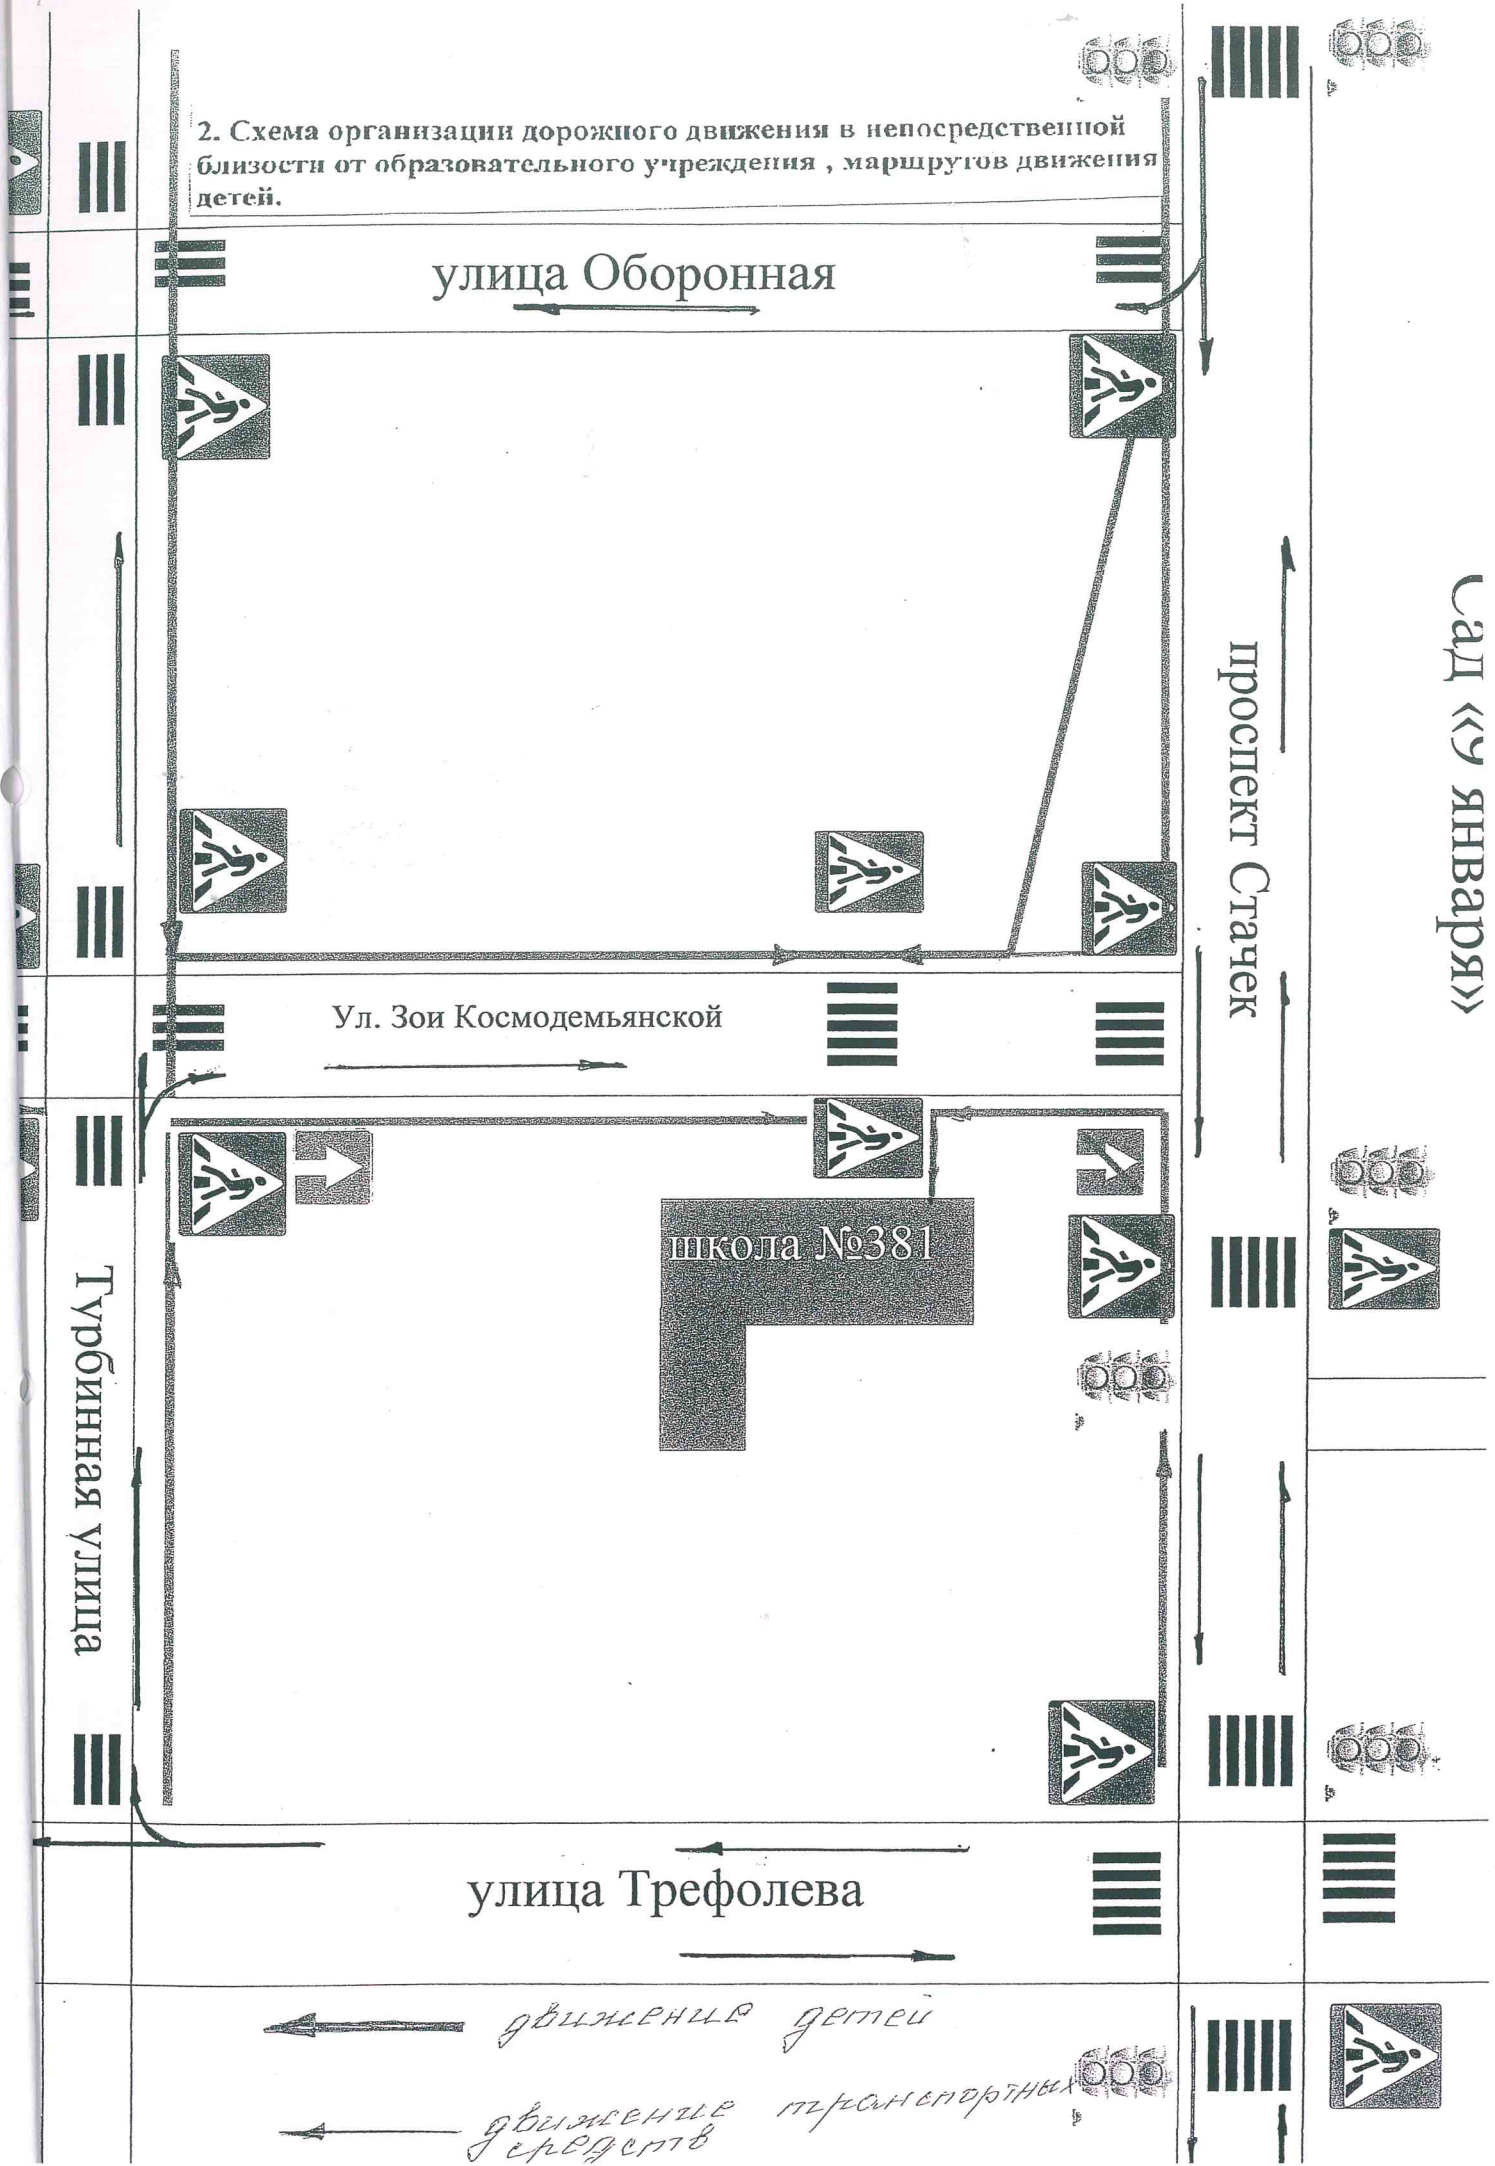 2. Схема организации дорожного движения в непосредственной
близости от образовательного учреждения , маршрутов движения
детей.
улица Оборонная
Сад «9 января»
проспект Стачек
Ул. Зои Космодемьянской
школа №381
Турбинная улица
улица Трефолева
движение детей
движение транспортных
средств